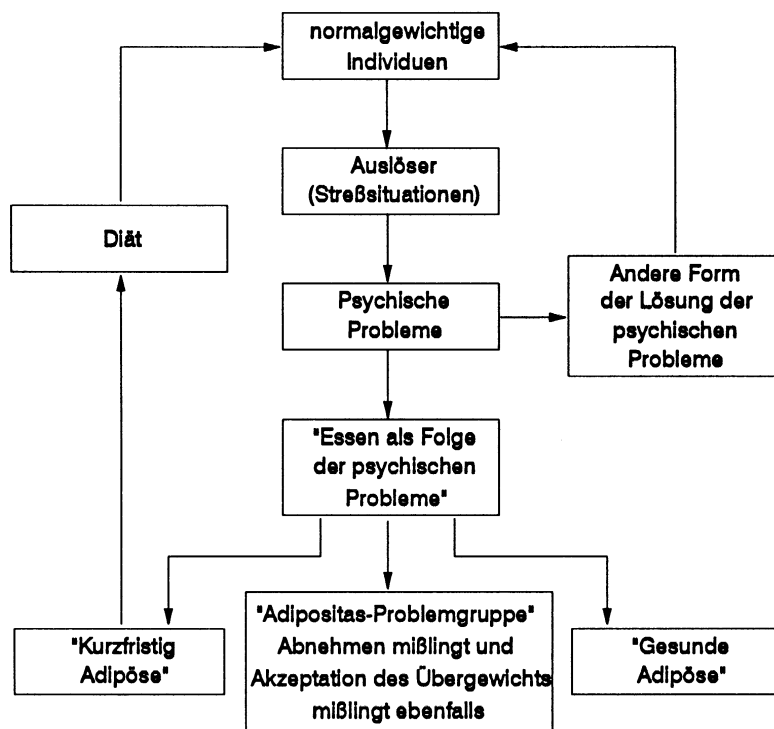 normalgewichtige
Individuen
Auslöser
(Streßsituationen)
Diät
Psychische
Probleme
Andere Form
der Lösung der
psychischen
Probleme
"Essen als Folge
der psychischen
Probleme"
"Kurzfristig
Adipöse"
"Adipositas-Problemgruppe"
Abnehmen mißlingt und
Akzeptation des Übergewichts
mißlingt ebenfalls
"Gesunde
Adipöse"